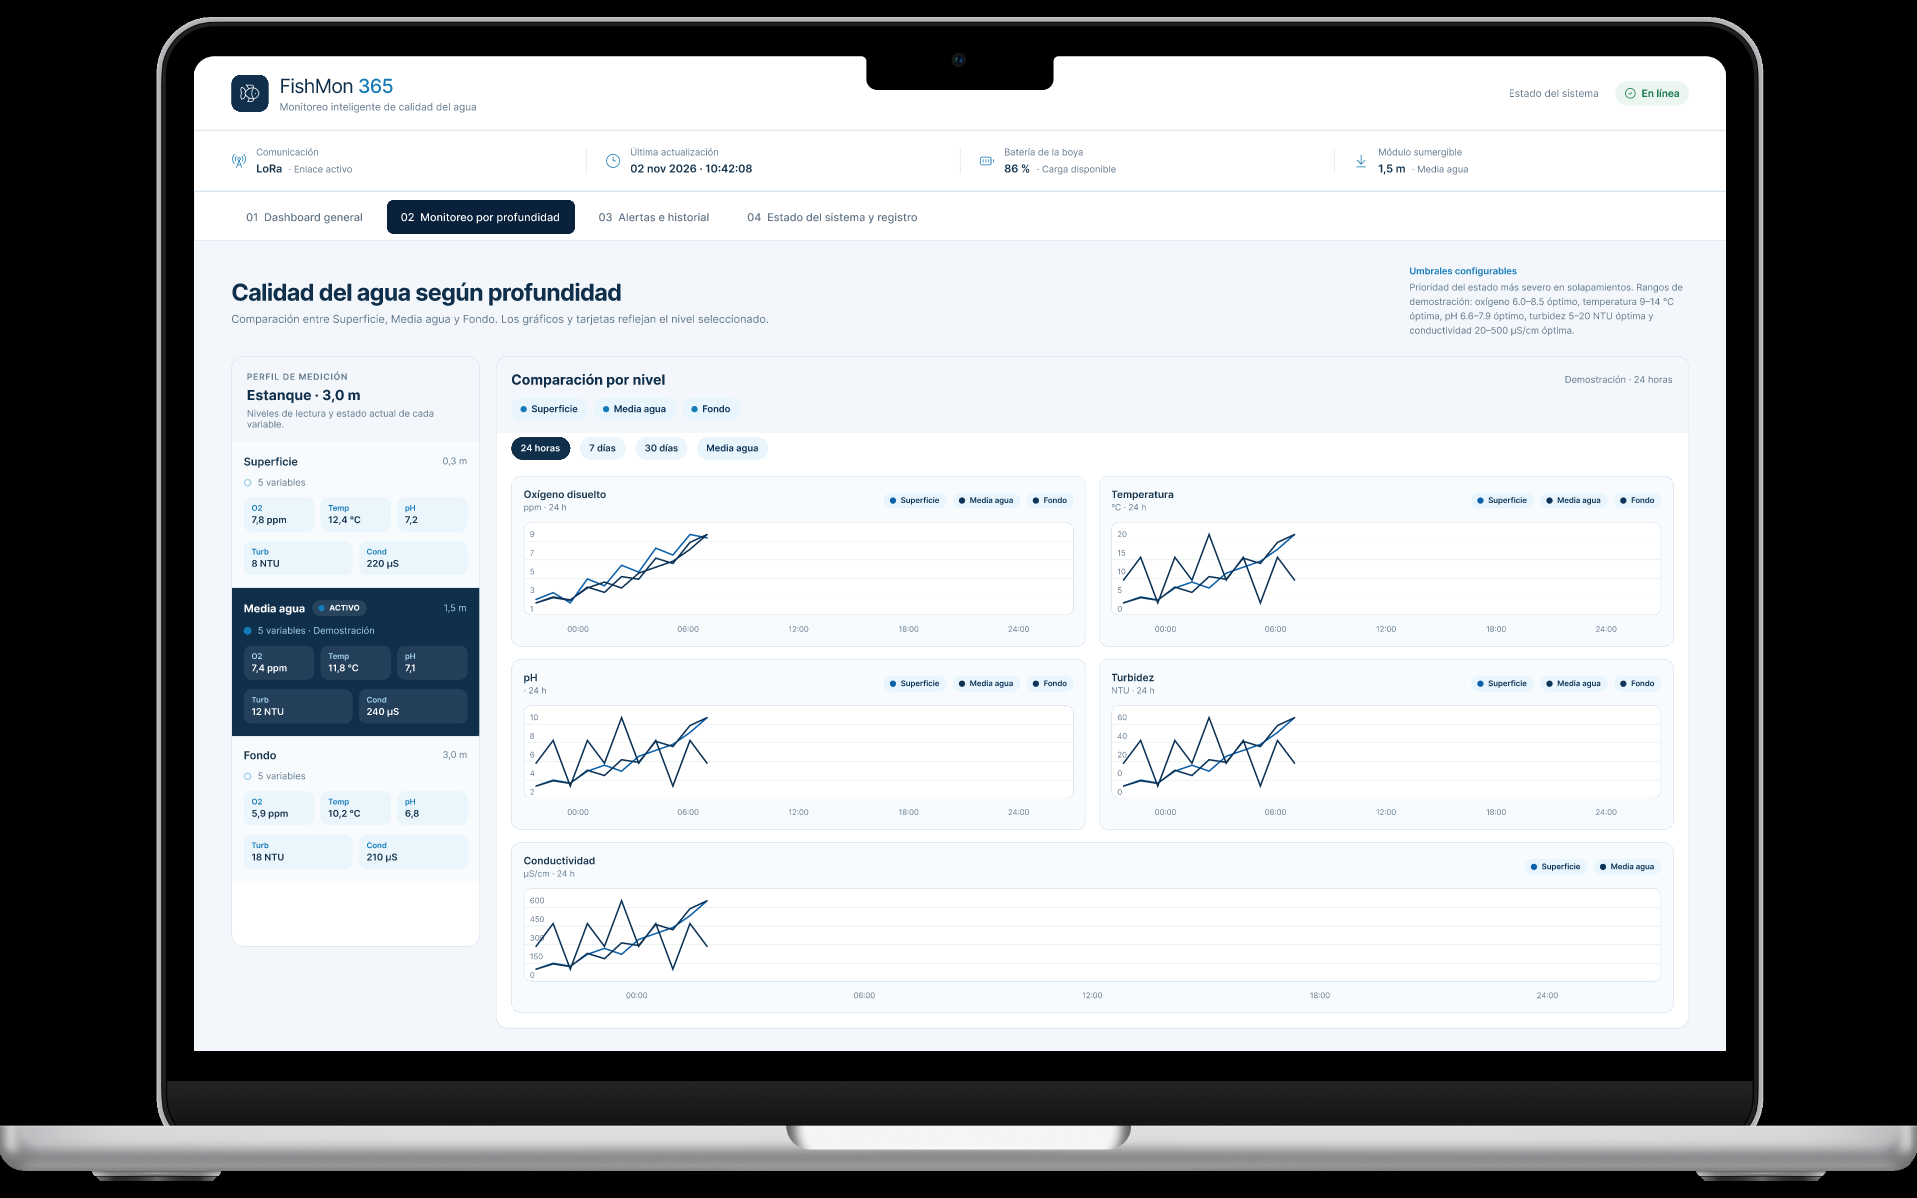 FishMon 365
Monitoreo inteligente de calidad del agua
Estado del sistema
En línea
Comunicación
LoRa · Enlace activo
Última actualización
02 nov 2026 · 10:42:08
Batería de la boya
86 % · Carga disponible
Módulo sumergible
1,5 m · Media agua
01 Dashboard general
02 Monitoreo por profundidad
03 Alertas e historial
04 Estado del sistema y registro
Calidad del agua según profundidad
Comparación entre Superficie, Media agua y Fondo. Los gráficos y tarjetas reflejan el nivel seleccionado.
Umbrales configurables
Prioridad del estado más severo en solapamientos. Rangos de
demostración: oxígeno 6.0–8.5 óptimo, temperatura 9–14 °C
óptima, pH 6.6–7.9 óptimo, turbidez 5–20 NTU óptima y
conductividad 20–500 µS/cm óptima.
PERFIL DE MEDICIÓN
Estanque · 3,0 m
Niveles de lectura y estado actual de cada
variable.
Superficie 0,3 m
5 variables
O2 Temp pH
7,8 ppm 12,4 °C 7,2
Turb Cond
8 NTU 220 µS
Media agua ACTIVO 1,5 m
5 variables · Demostración
O2 Temp pH
7,4 ppm 11,8 °C 7,1
Turb Cond
12 NTU 240 µS
Fondo 3,0 m
5 variables
O2 Temp pH
5,9 ppm 10,2 °C 6,8
Turb Cond
18 NTU 210 µS
Comparación por nivel
Demostración · 24 horas
Superficie Media agua Fondo
24 horas 7 días 30 días Media agua
Oxígeno disuelto
ppm · 24 h
Superficie Media agua Fondo
9
7
5
3
1
00:00 06:00 12:00 18:00 24:00
Temperatura
°C · 24 h
Superficie Media agua Fondo
20
15
10
5
0
00:00 06:00 12:00 18:00 24:00
pH
· 24 h
Superficie Media agua Fondo
10
8
6
4
2
00:00 06:00 12:00 18:00 24:00
Turbidez
NTU · 24 h
Superficie Media agua Fondo
60
40
20
0
0
00:00 06:00 12:00 18:00 24:00
Conductividad
µS/cm · 24 h
Superficie Media agua
600
450
300
150
0
00:00 06:00 12:00 18:00 24:00